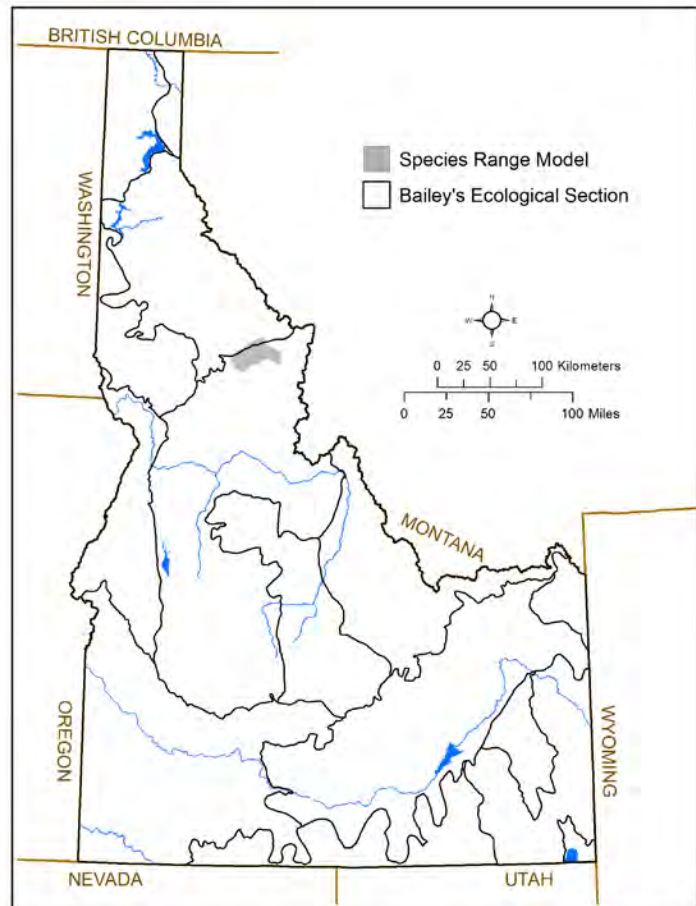 BRITISH COLUMBIA
WASHINGTON
Species Range Model
Bailey's Ecological Section
N
W E
S
0 25 50 100 Kilometers
0 25 50 100 Miles
MONTANA
OREGON
WYOMING
NEVADA
UTAH